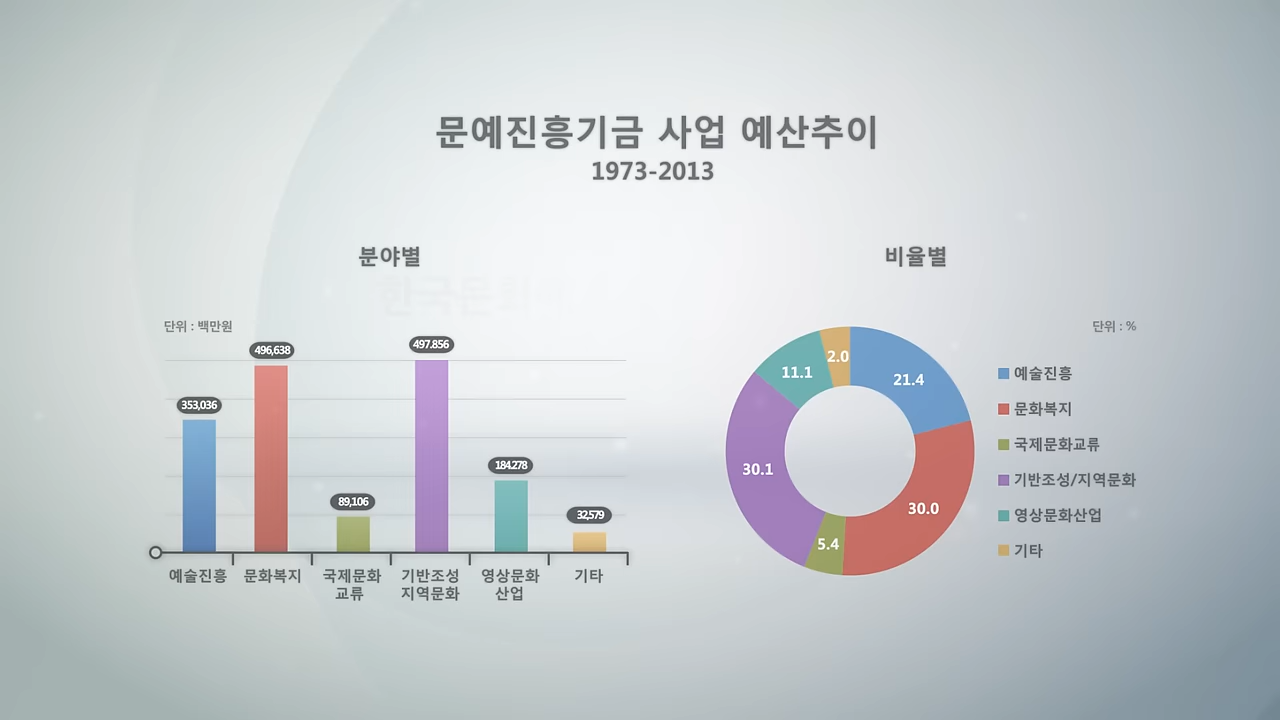 문예진흥기금 사업 예산추이
1973-2013
분야별
단위 : 백만원
353,036
496,638
89,106
497.856
184.278
32,579
예술진흥
문화복지
국제문화
교류
기반조성
지역문화
영상문화
산업
기타
비율별
단위 : %
21.4
30.0
5.4
30.1
11.1
2.0
예술진흥
문화복지
국제문화교류
기반조성/지역문화
영상문화산업
기타